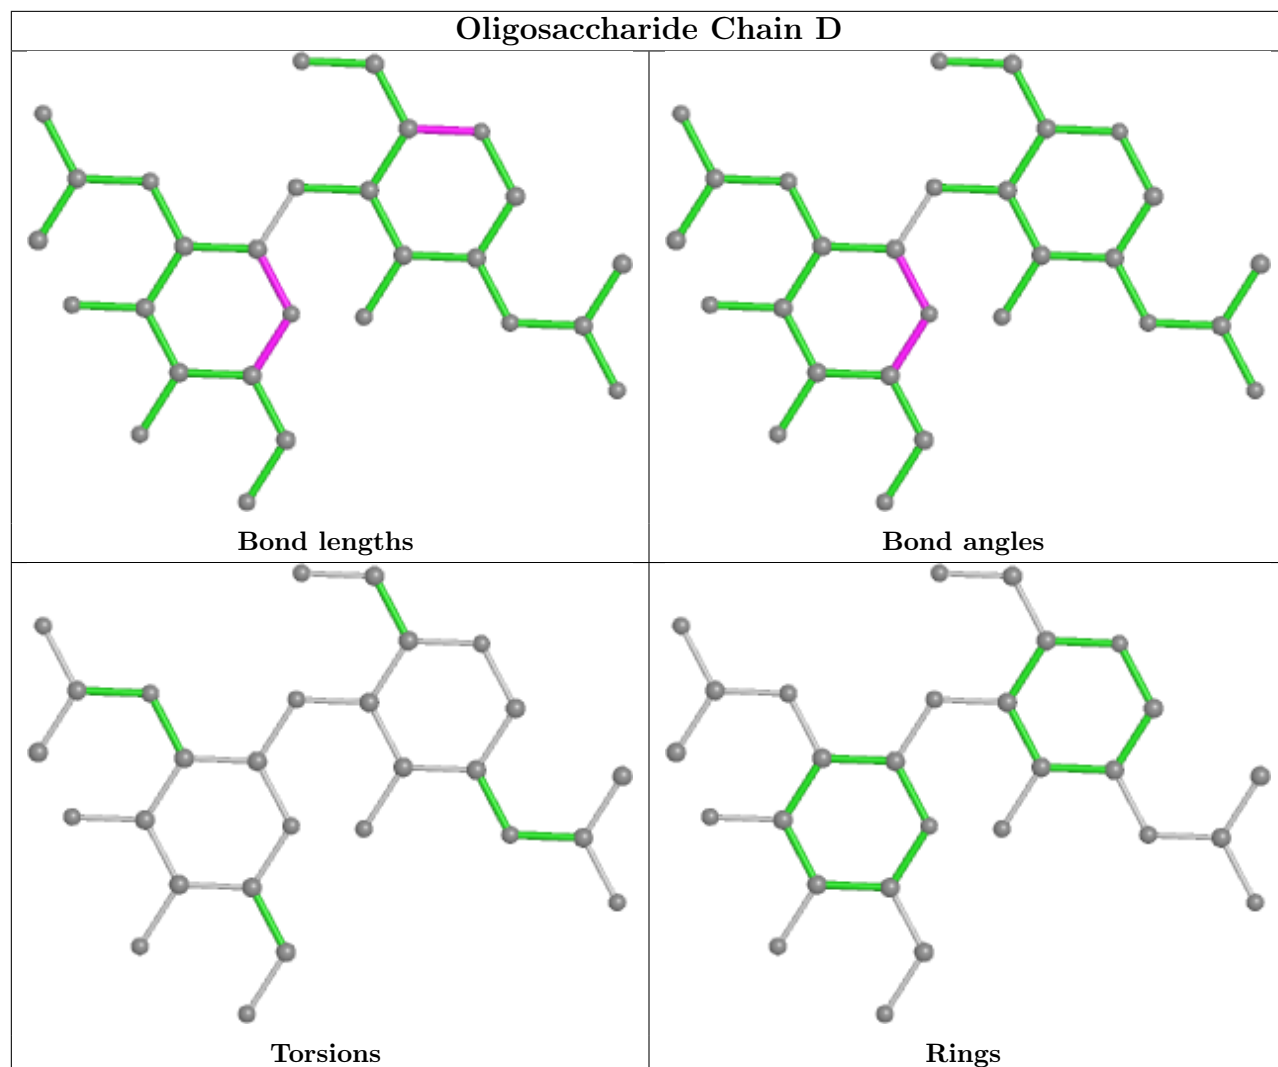 Oligosaccharide Chain D
Bond lengths
Bond angles
Torsions
Rings